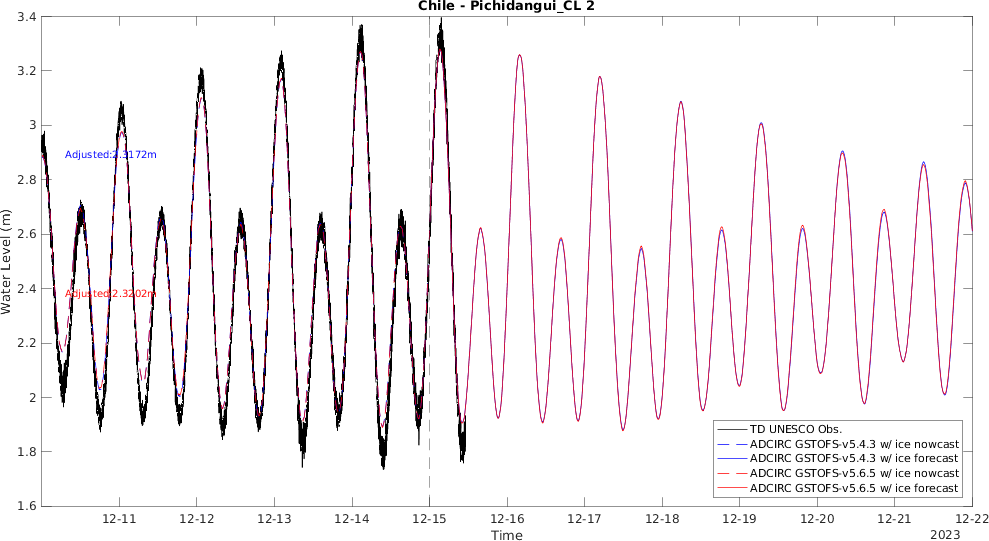 Chile - Pichidangui_CL 2
3.4
3.2
3
2.8
2.6
2.4
2.2
2
1.8
1.6
Water Level (m)
Adjusted:2.3172m
Adjusted:2.3202m
TD UNESCO Obs.
ADCIRC GSTOFS-v5.4.3 w/ ice nowcast
ADCIRC GSTOFS-v5.4.3 w/ ice forecast
ADCIRC GSTOFS-v5.6.5 w/ ice nowcast
ADCIRC GSTOFS-v5.6.5 w/ ice forecast
12-11 12-12 12-13 12-14 12-15 12-16 12-17 12-18 12-19 12-20 12-21 12-22
Time
2023